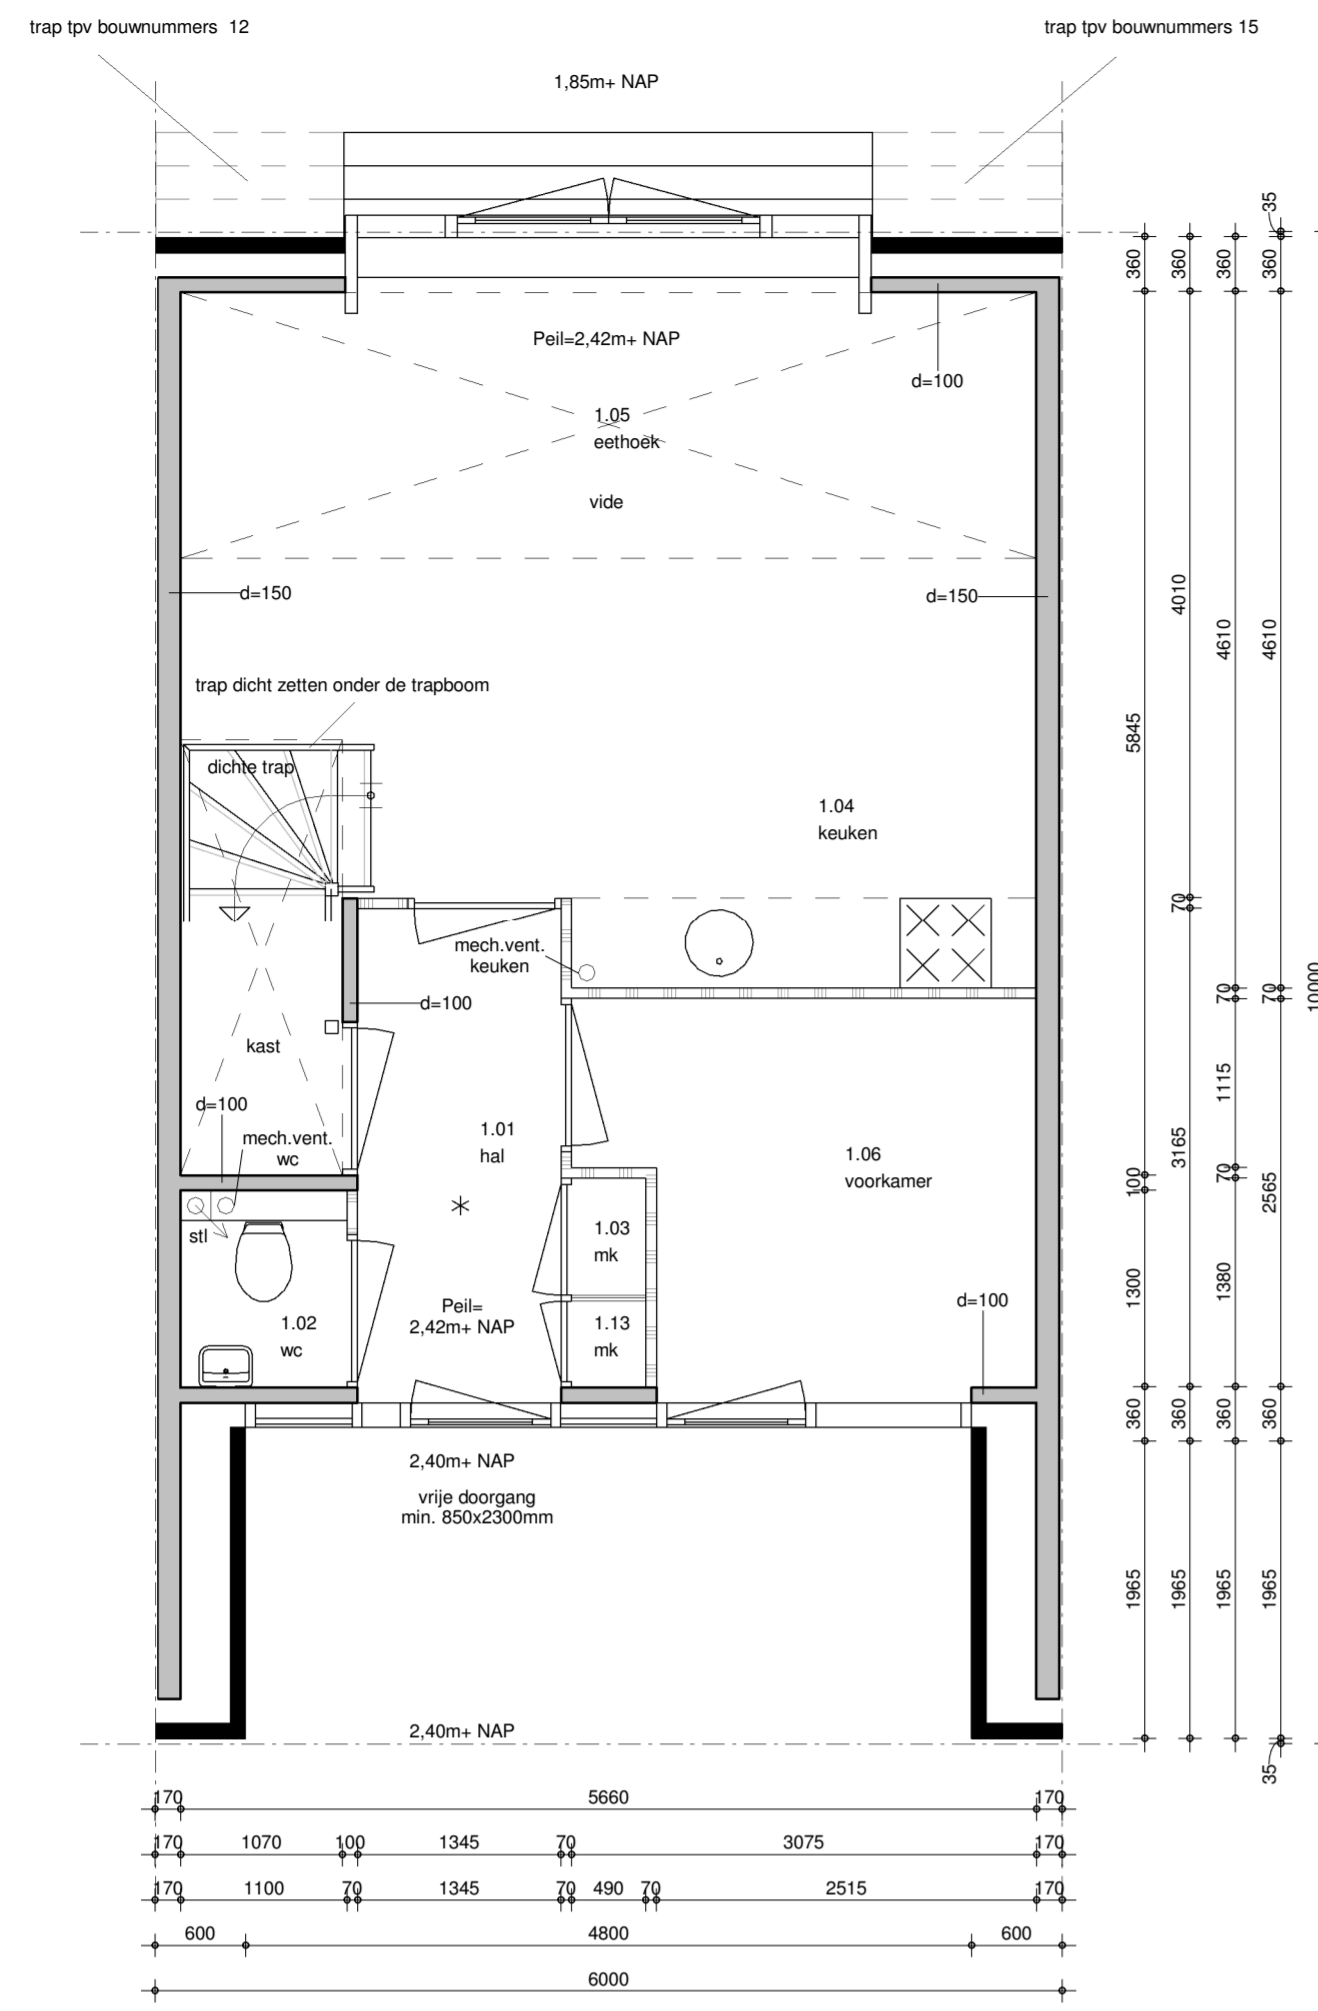 trap tpv bouwnummers 12
trap tpv bouwnummers 15
1,85m+ NAP
35
360 360 360 360
Peil=2,42m+ NAP
d=100
1.05
eethoek
vide
d=150
d=150
4010
4610
4610
trap dicht zetten onder de trapboom
5845
dichte trap
1.04
keuken
70
mech.vent.
keuken
d=100
70
70
10000
kast
1115
d=100
mech.vent.
wc
1.01
hal
1.06
voorkamer
3165
100
70
2565
stl
1.03
mk
1300
1380
d=100
Peil=
2,42m+ NAP
1.02
wc
1.13
mk
360 360 360 360
2,40m+ NAP
vrije doorgang
min. 850x2300mm
1965 1965 1965 1965
2,40m+ NAP
35
170 5660 170
170 1070 100 1345 70 3075 170
170 1100 70 1345 70 490 70 2515 170
600 4800 600
6000